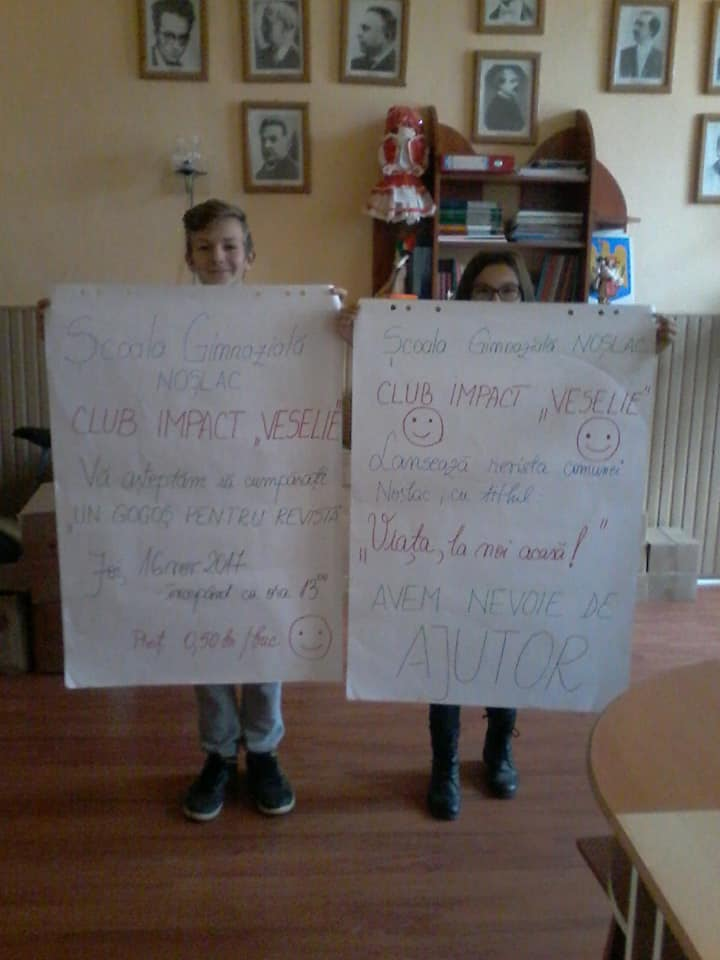 Școala Gimnazială
NOȘLAC
CLUB IMPACT „VESELIE"
Vă așteptăm să cumpărați
„UN GOGOȘ PENTRU REVISTĂ
Joi, 16 nov 2017
începând cu ora 13⁰⁰
Preț 0,50 lei/buc
Școala Gimnazială NOȘLAC
CLUB IMPACT „VESELIE"
Lansează revista comunei
Noșlac, cu titlul:
„Viața, la noi acasă!"
AVEM NEVOIE DE
AJUTOR